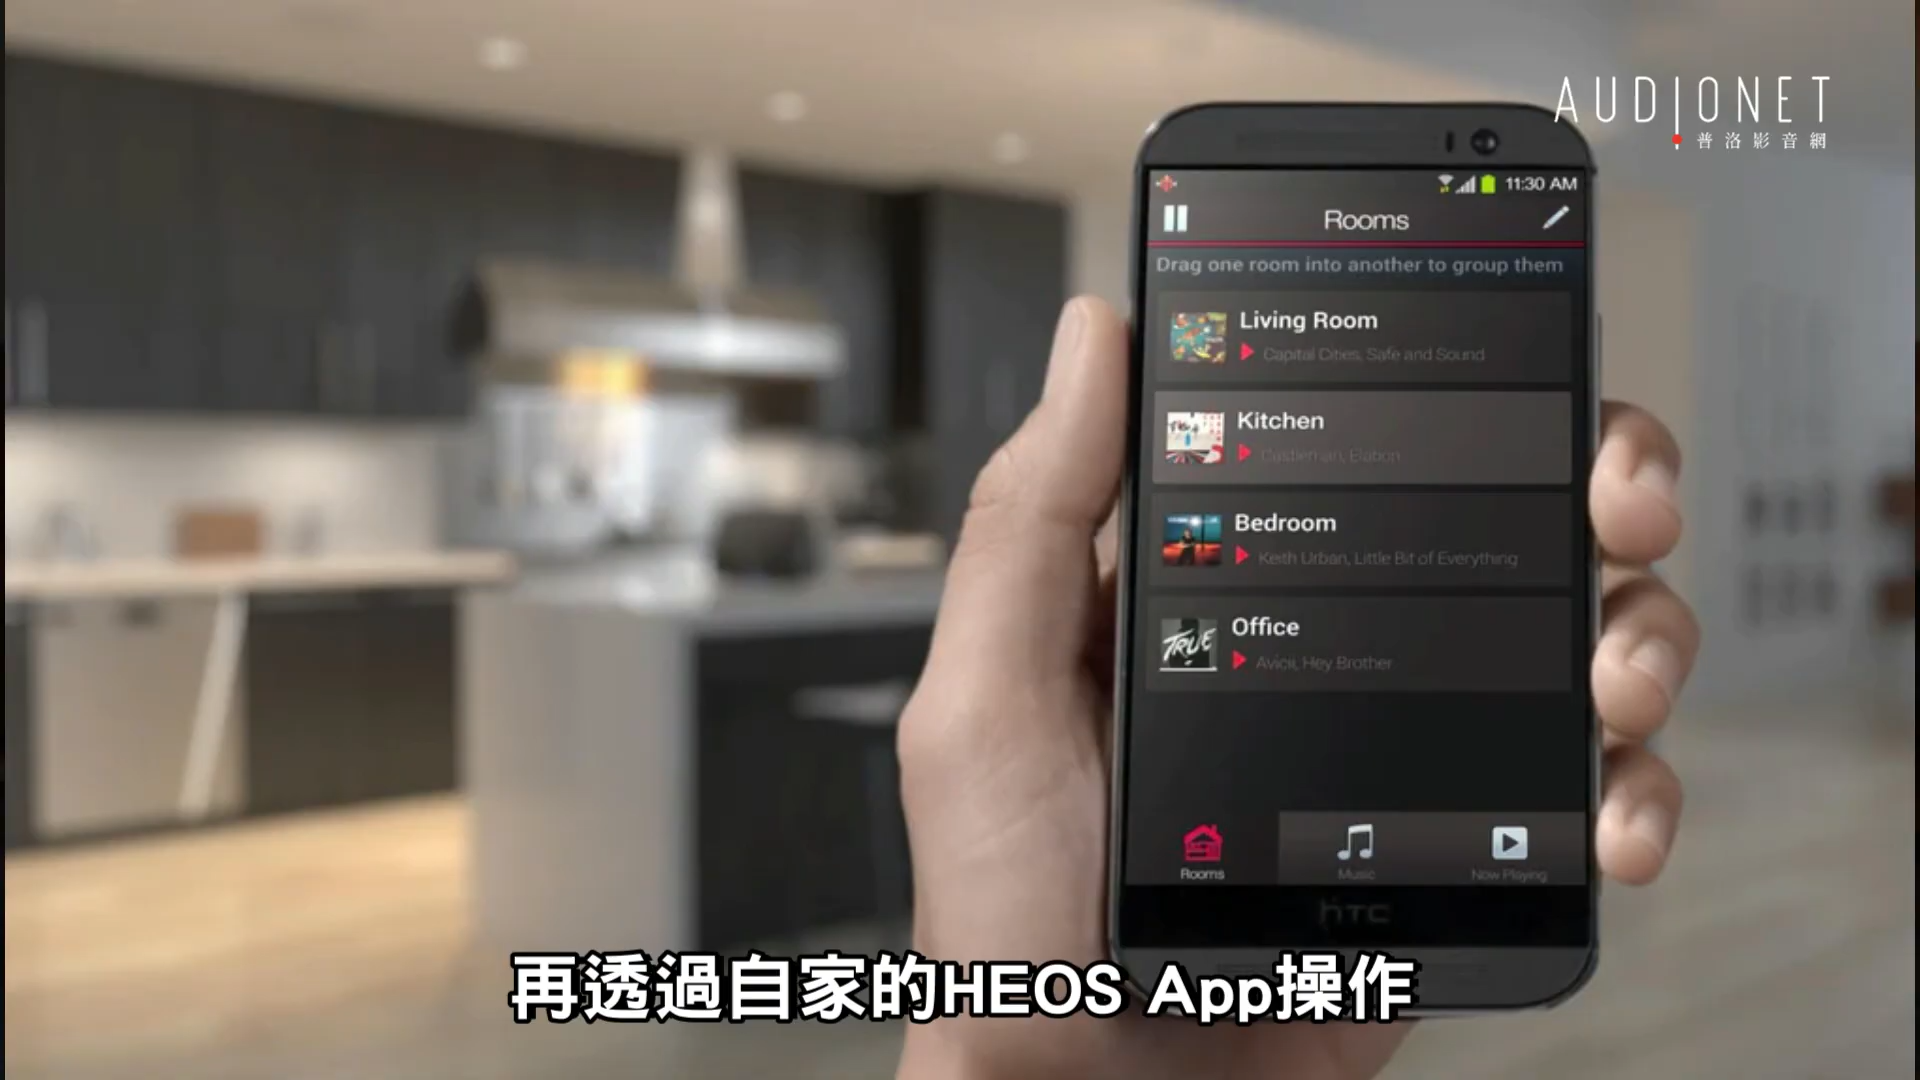 AUDIONET
普洛影音網
11:30 AM
Rooms
Drag one room into another to group them
Living Room
Capital Cities, Safe and Sound
Kitchen
Castleman, Elation
Bedroom
Keith Urban, Little Bit of Everything
TRUE
Office
Avicii, Hey Brother
Rooms
Music
Now Playing
hTC
再透過自家的HEOS App操作